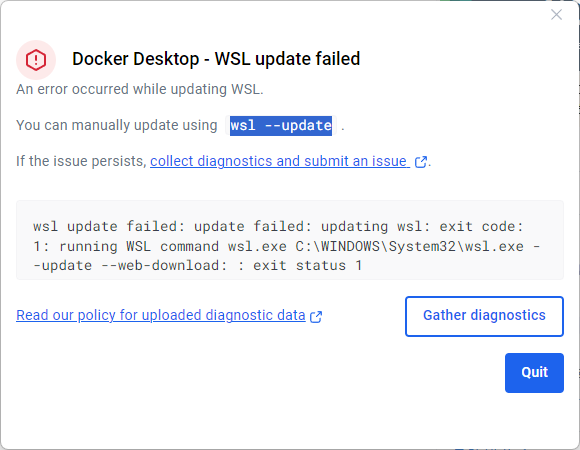 Docker Desktop - WSL update failed
An error occurred while updating WSL.
You can manually update using wsl --update .
If the issue persists, collect diagnostics and submit an issue .
wsl update failed: update failed: updating wsl: exit code:
1: running WSL command wsl.exe C:\WINDOWS\System32\wsl.exe -
-update --web-download: : exit status 1
Read our policy for uploaded diagnostic data
Gather diagnostics
Quit